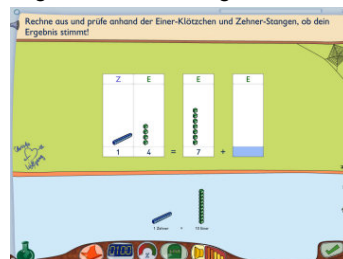 Rechne aus und prüfe anhand der Einer-Klötzchen und Zehner-Stangen, ob dein
Ergebnis stimmt!
Z E E E
1 4 = 7 +
1 Zehner = 10 Einer